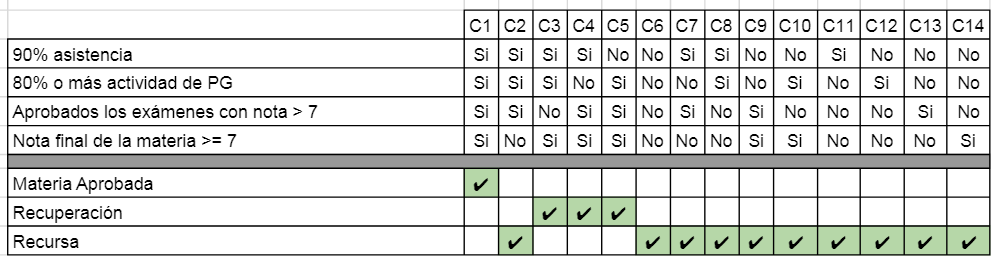 C1 C2 C3 C4 C5 C6 C7 C8 C9 C10 C11 C12 C13 C14
90% asistencia Si Si Si Si No No Si Si No No Si No No No
80% o más actividad de PG Si Si Si No Si No No Si No Si No Si No No
Aprobados los exámenes con nota > 7 Si Si No Si Si No Si No Si No No No Si No
Nota final de la materia >= 7 Si No Si Si Si No No No Si Si No No No Si
Materia Aprobada ✔
Recuperación ✔ ✔ ✔
Recursa ✔ ✔ ✔ ✔ ✔ ✔ ✔ ✔ ✔ ✔